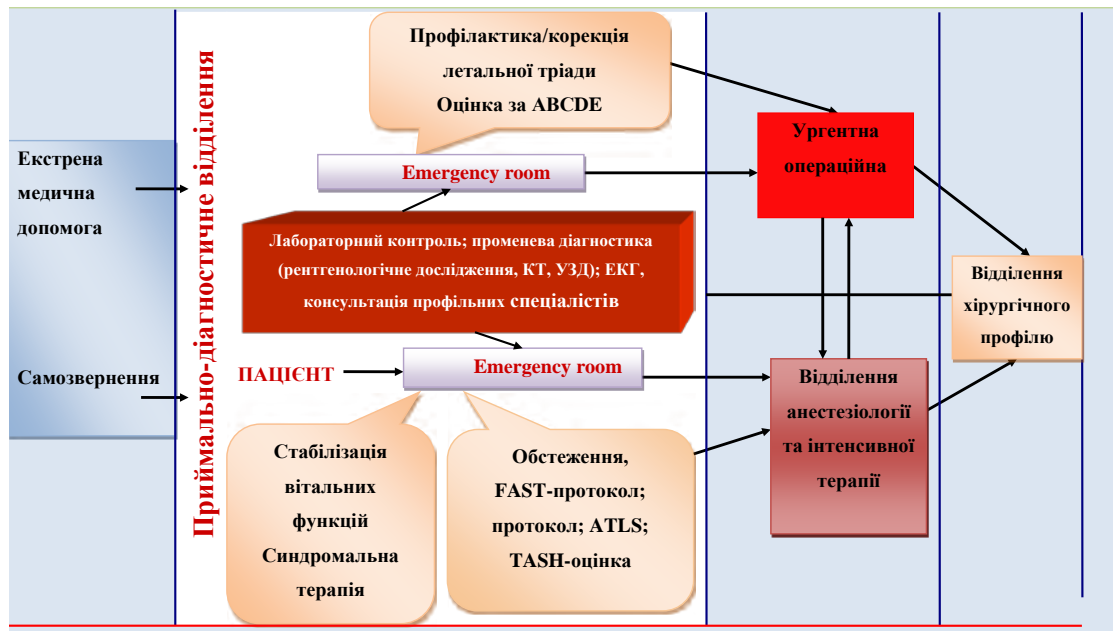 Екстрена
медична
допомога
Самозвернення
Приймально-діагностичне відділення
Профілактика/корекція
летальної тріади
Оцінка за ABCDE
Emergency room
Лабораторний контроль; променева діагностика
(рентгенологічне дослідження, КТ, УЗД); ЕКГ,
консультація профільних спеціалістів
ПАЦІЄНТ
Emergency room
Стабілізація
вітальних
функцій
Синдромальна
терапія
Обстеження,
FAST-протокол;
протокол; ATLS;
TASH-оцінка
Ургентна
операційна
Відділення
анестезіології
та інтенсивної
терапії
Відділення
хірургічного
профілю